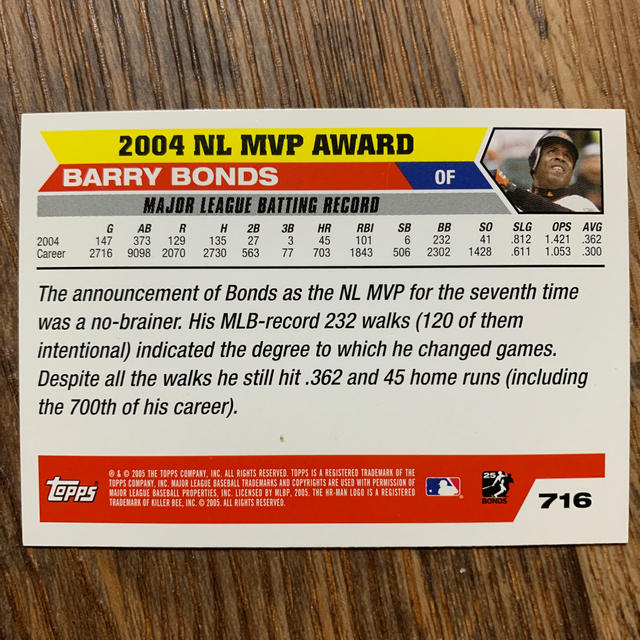 2004 NL MVP AWARD
BARRY BONDS OF
MAJOR LEAGUE BATTING RECORD
G AB R H 2B 3B HR RBI SB BB SO SLG OPS AVG
2004 147 373 129 135 27 3 45 101 6 232 41 .812 1.421 .362
Career 2716 9098 2070 2730 563 77 703 1843 506 2302 1428 .611 1.053 .300
The announcement of Bonds as the NL MVP for the seventh time
was a no-brainer. His MLB-record 232 walks (120 of them
intentional) indicated the degree to which he changed games.
Despite all the walks he still hit .362 and 45 home runs (including
the 700th of his career).
Topps
® & © 2005 THE TOPPS COMPANY, INC. ALL RIGHTS RESERVED. TOPPS IS A REGISTERED TRADEMARK OF THE
TOPPS COMPANY, INC. MAJOR LEAGUE BASEBALL TRADEMARKS AND COPYRIGHTS ARE USED WITH PERMISSION OF
MAJOR LEAGUE BASEBALL PROPERTIES, INC. LICENSED BY MLBP, 2005. THE HR-MAN LOGO IS A REGISTERED
TRADEMARK OF KILLER BEE, INC. © 2005. ALL RIGHTS RESERVED.
25
BONDS
716